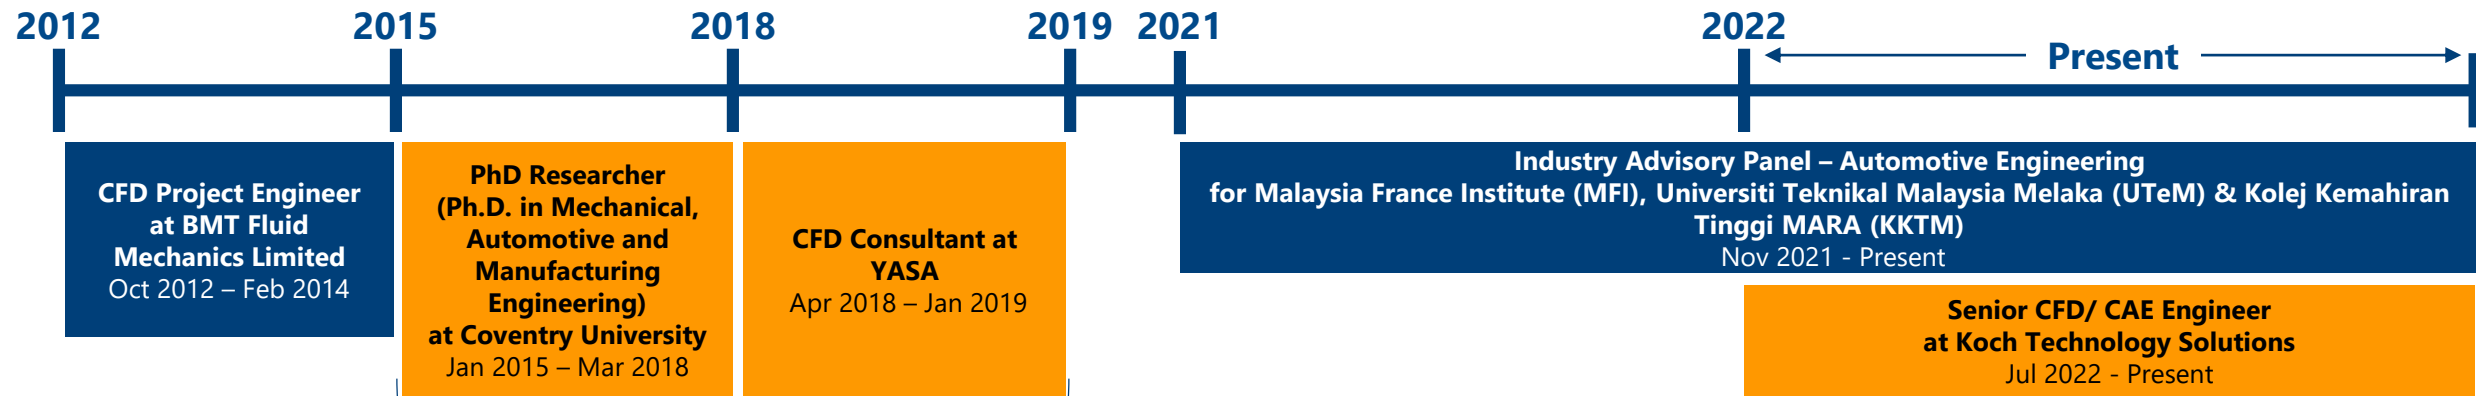 2012 2015 2018 2019 2021 2022
Present
CFD Project Engineer
at BMT Fluid
Mechanics Limited
Oct 2012 – Feb 2014
PhD Researcher
(Ph.D. in Mechanical,
Automotive and
Manufacturing
Engineering)
at Coventry University
Jan 2015 – Mar 2018
CFD Consultant at
YASA
Apr 2018 – Jan 2019
Industry Advisory Panel – Automotive Engineering
for Malaysia France Institute (MFI), Universiti Teknikal Malaysia Melaka (UTeM) & Kolej Kemahiran
Tinggi MARA (KKTM)
Nov 2021 - Present
Senior CFD/ CAE Engineer
at Koch Technology Solutions
Jul 2022 - Present